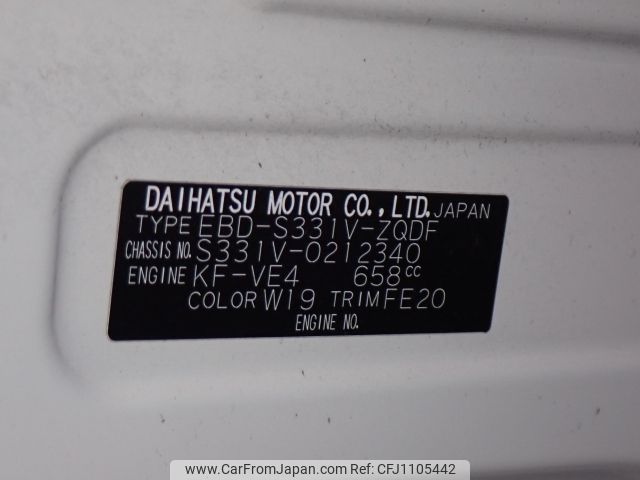 DAIHATSU MOTOR CO., LTD. JAPAN
TYPE EBD-S331V-ZQDF
CHASSIS NO. S331V-0212340
ENGINE KF-VE4 658CC
COLOR W19 TRIM FE20
ENGINE NO.
www.CarFromJapan.com | Ref No. CFJ1105442